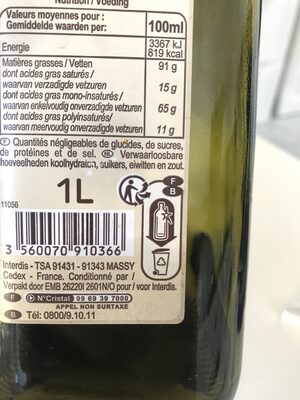 Nutrition / Voeding
Valeurs moyennes pour :
Gemiddelde waarden per: 100ml
Energie 3367 kJ
819 kcal
Matières grasses / Vetten 91 g
dont acides gras saturés /
waarvan verzadigde vetzuren 15 g
dont acides gras mono-insaturés /
waarvan enkelvoudig onverzadigde vetzuren 65 g
dont acides gras polyinsaturés/
waarvan meervoudig onverzadigde vetzuren 11 g
F Quantités négligeables de glucides, de sucres,
de protéines et de sel. B Verwaarloosbare
hoeveelheden koolhydraten, suikers, eiwitten en zout.
1L
F
B
11056
3 560070 910366
Interdis - TSA 91431 - 91343 MASSY
Cedex - France. Conditionné par /
Verpakt door EMB 26220I 2601N/O pour / voor Interdis.
F N°Cristal 09 69 39 7000
APPEL NON SURTAXE
B Tél: 0800/9.10.11